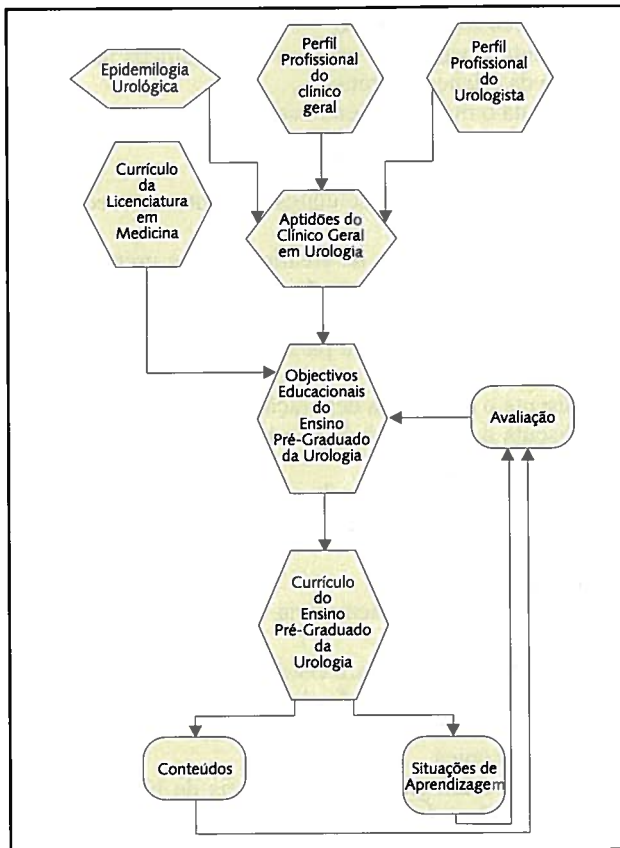 Epidemilogia
Urológica
Perfil
Profissional
do
clínico
geral
Perfil
Profissional
do
Urologista
Currículo
da
Licenciatura
em
Medicina
Aptidões do
Clínico Geral
em Urologia
Objectivos
Educacionais
do
Ensino
Pré-Graduado
da Urologia
Avaliação
Currículo
do
Ensino
Pré-Graduado
da
Urologia
Conteúdos
Situações de
Aprendizagem